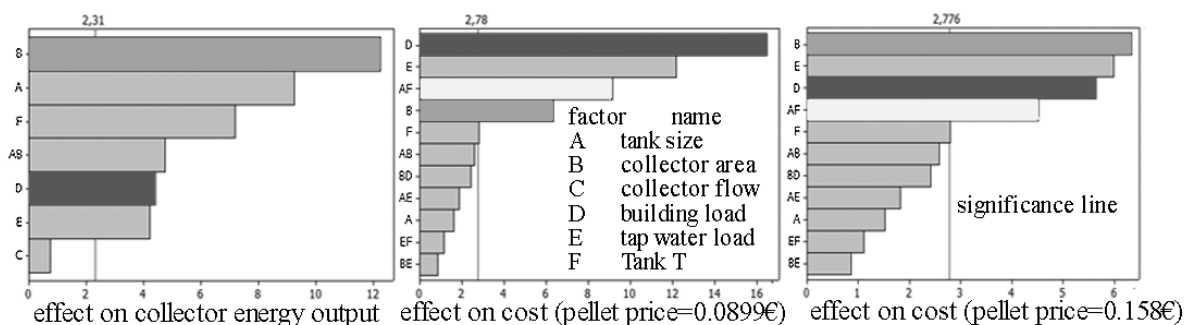 2,31
B
A
F
AB
D
E
C
0 2 4 6 8 10 12
effect on collector energy output
2,78
D
E
AF
B
F
AB
BD
AE
A
EF
BE
factor name
A tank size
B collector area
C collector flow
D building load
E tap water load
F Tank T
0 2 4 6 8 10 12 14 16
effect on cost (pellet price=0.0899€)
2,776
B
E
D
AF
F
AB
BD
AE
A
EF
BE
significance line
0 1 2 3 4 5 6
effect on cost (pellet price=0.158€)